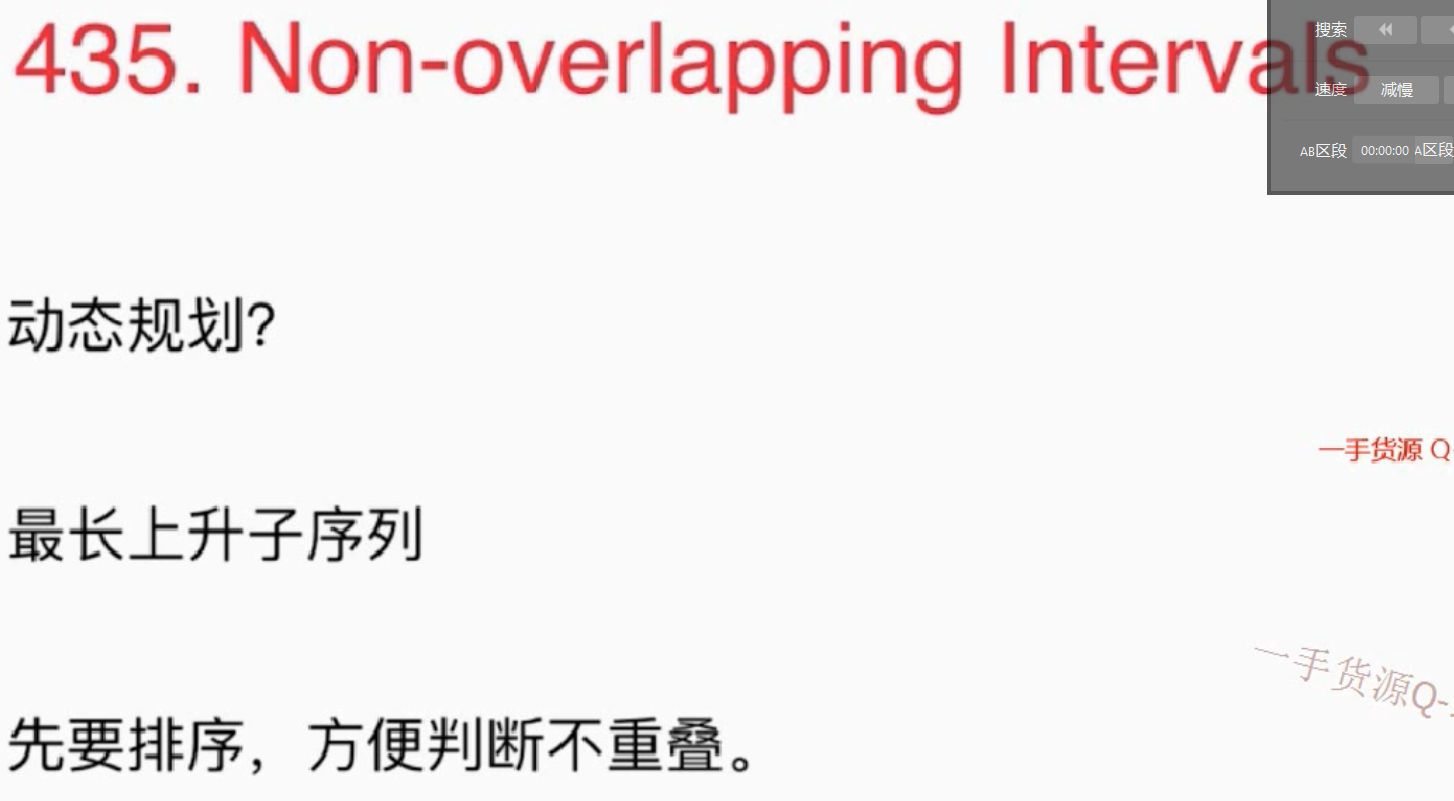 435. Non-overlapping Intervals
搜索
速度 减慢
AB区段 00:00:00 A区段
动态规划?
一手货源 Q
最长上升子序列
一手货源Q-
先要排序，方便判断不重叠。